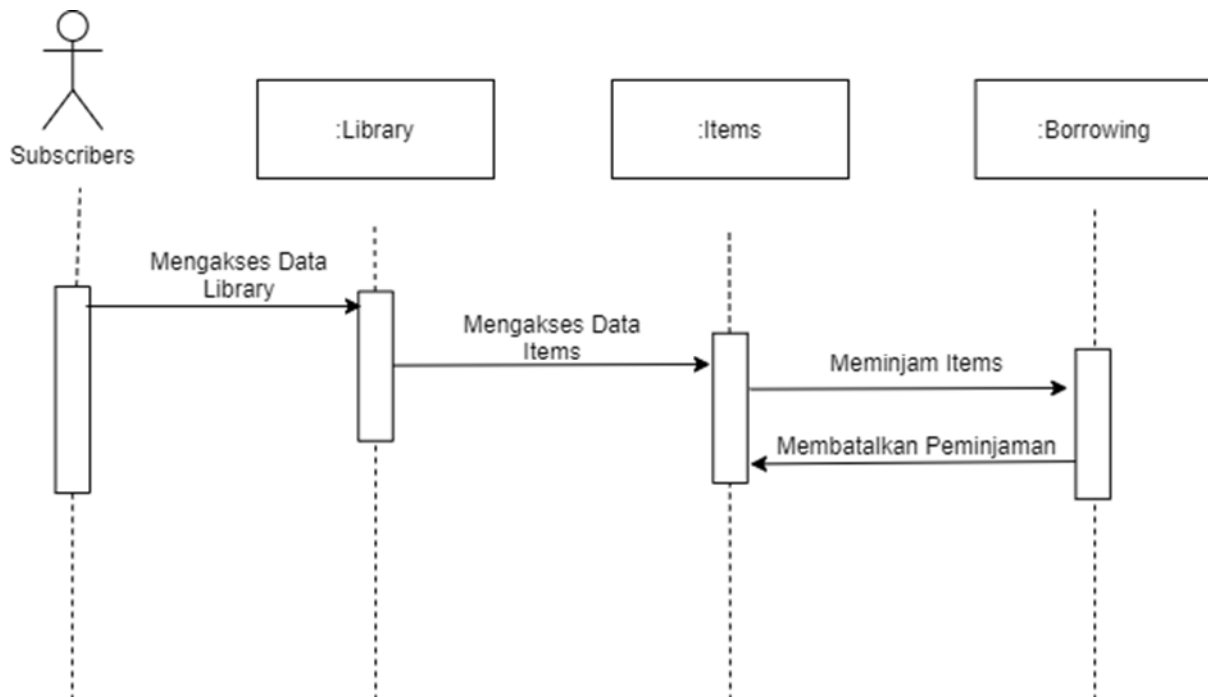 Subscribers
:Library
:Items
:Borrowing
Mengakses Data
Library
Mengakses Data
Items
Meminjam Items
Membatalkan Peminjaman